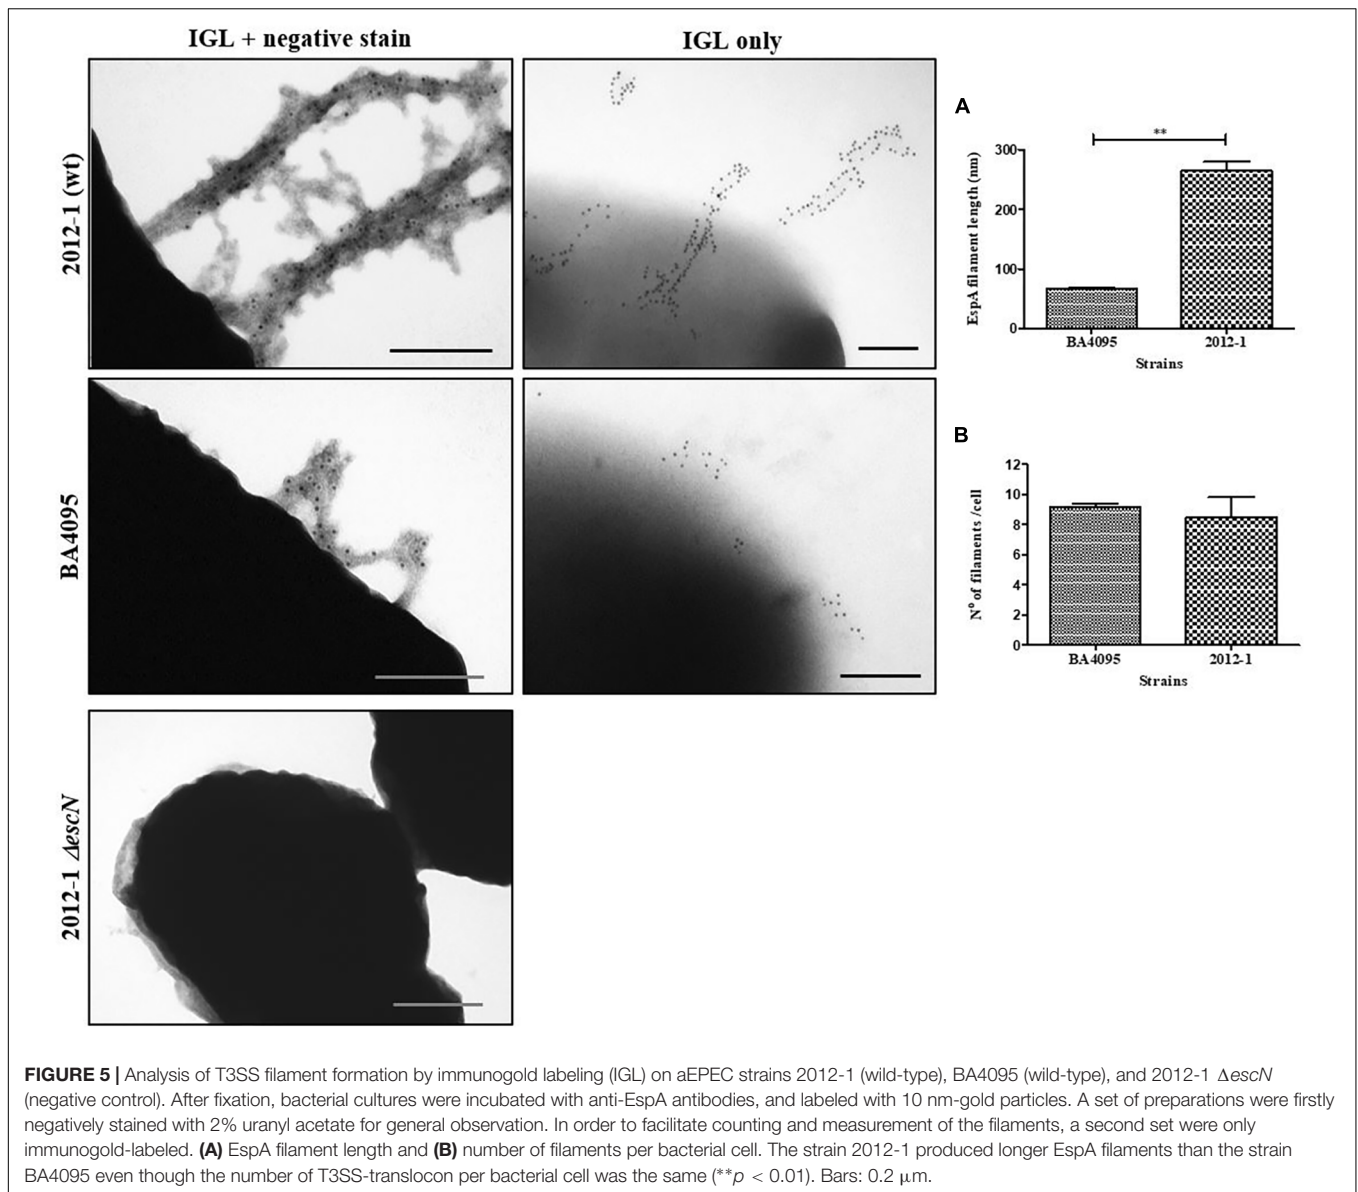 IGL + negative stain
IGL only
2012-1 (wt)
BA4095
2012-1 ΔescN
A
**
EspA filament length (nm)
300
200
100
0
BA4095
2012-1
Strains
B
Nº of filaments /cell
12
10
8
6
4
2
0
BA4095
2012-1
Strains
FIGURE 5 | Analysis of T3SS filament formation by immunogold labeling (IGL) on aEPEC strains 2012-1 (wild-type), BA4095 (wild-type), and 2012-1 ΔescN
(negative control). After fixation, bacterial cultures were incubated with anti-EspA antibodies, and labeled with 10 nm-gold particles. A set of preparations were firstly
negatively stained with 2% uranyl acetate for general observation. In order to facilitate counting and measurement of the filaments, a second set were only
immunogold-labeled. (A) EspA filament length and (B) number of filaments per bacterial cell. The strain 2012-1 produced longer EspA filaments than the strain
BA4095 even though the number of T3SS-translocon per bacterial cell was the same (**p < 0.01). Bars: 0.2 μm.